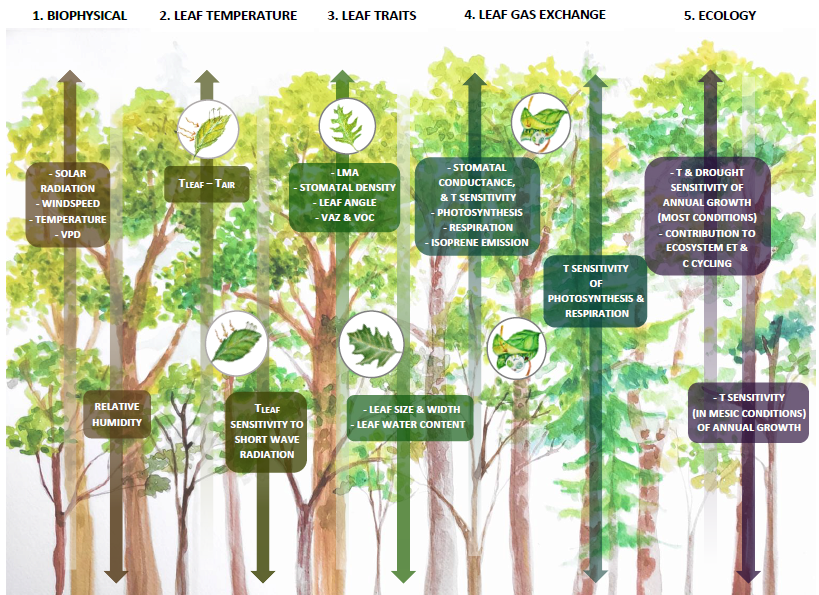 1. BIOPHYSICAL
2. LEAF TEMPERATURE
3. LEAF TRAITS
4. LEAF GAS EXCHANGE
5. ECOLOGY
- SOLAR
RADIATION
- WINDSPEED
- TEMPERATURE
- VPD
RELATIVE
HUMIDITY
TLEAF – TAIR
TLEAF
SENSITIVITY TO
SHORT WAVE
RADIATION
- LMA
- STOMATAL DENSITY
- LEAF ANGLE
- VAZ & VOC
- LEAF SIZE & WIDTH
- LEAF WATER CONTENT
- STOMATAL
CONDUCTANCE,
& T SENSITIVITY
- PHOTOSYNTHESIS
- RESPIRATION
- ISOPRENE EMISSION
T SENSITIVITY
OF
PHOTOSYNTHESIS &
RESPIRATION
- T & DROUGHT
SENSITIVITY OF
ANNUAL GROWTH
(MOST CONDITIONS)
- CONTRIBUTION TO
ECOSYSTEM ET &
C CYCLING
- T SENSITIVITY
(IN MESIC CONDITIONS)
OF ANNUAL GROWTH